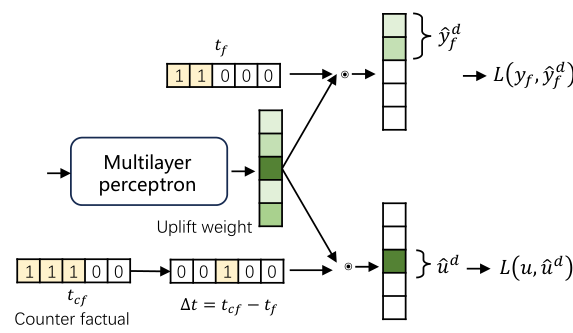 t_f
1 1 0 0 0
ŷ_f^d
L(y_f, ŷ_f^d)
Multilayer
perceptron
Uplift weight
1 1 1 0 0
0 0 1 0 0
û^d
L(u, û^d)
t_cf
Δt = t_cf − t_f
Counter factual